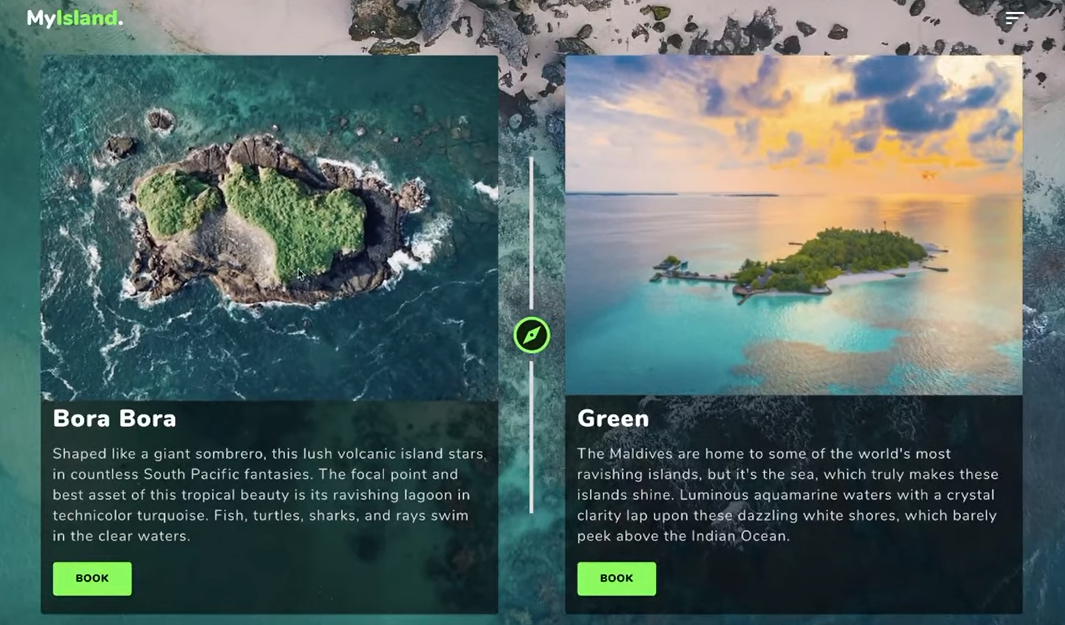 MyIsland.
Bora Bora
Shaped like a giant sombrero, this lush volcanic island stars
in countless South Pacific fantasies. The focal point and
best asset of this tropical beauty is its ravishing lagoon in
technicolor turquoise. Fish, turtles, sharks, and rays swim
in the clear waters.
BOOK
Green
The Maldives are home to some of the world's most
ravishing islands, but it's the sea, which truly makes these
islands shine. Luminous aquamarine waters with a crystal
clarity lap upon these dazzling white shores, which barely
peek above the Indian Ocean.
BOOK